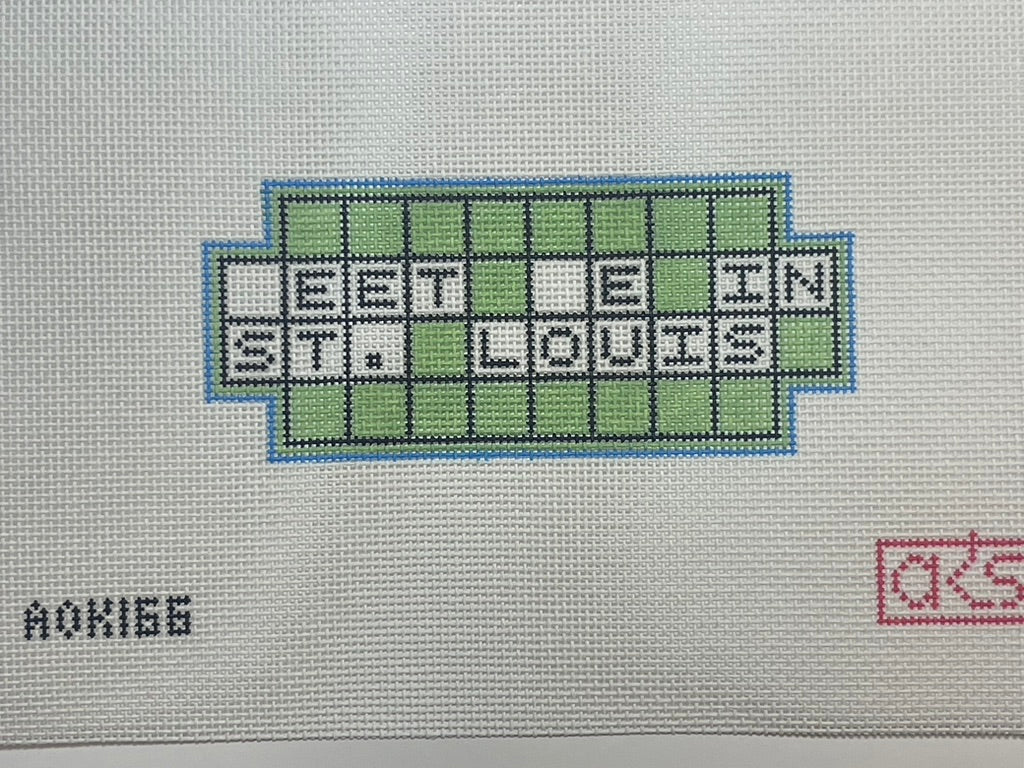 EET E IN
ST. LOUIS
AOK166
aks